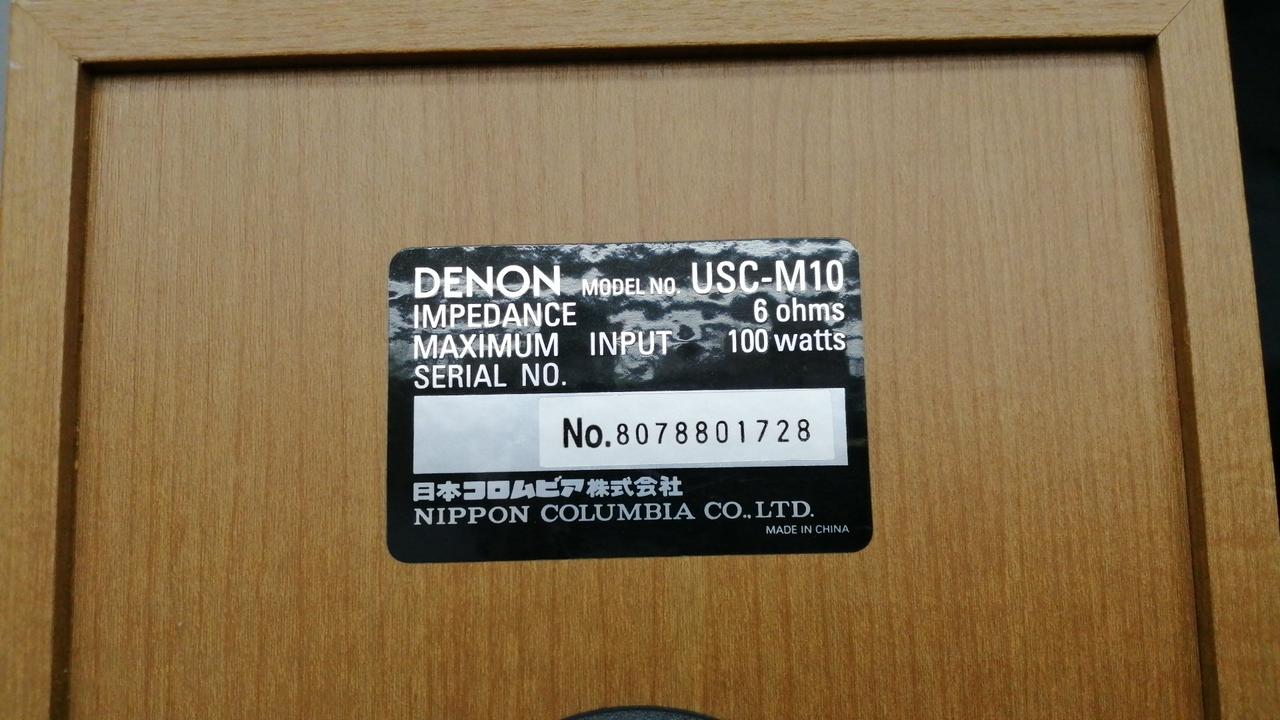 DENON MODEL NO. USC-M10
IMPEDANCE 6 ohms
MAXIMUM INPUT 100 watts
SERIAL NO.
No.8078801728
日本コロムビア株式会社
NIPPON COLUMBIA CO.,LTD.
MADE IN CHINA